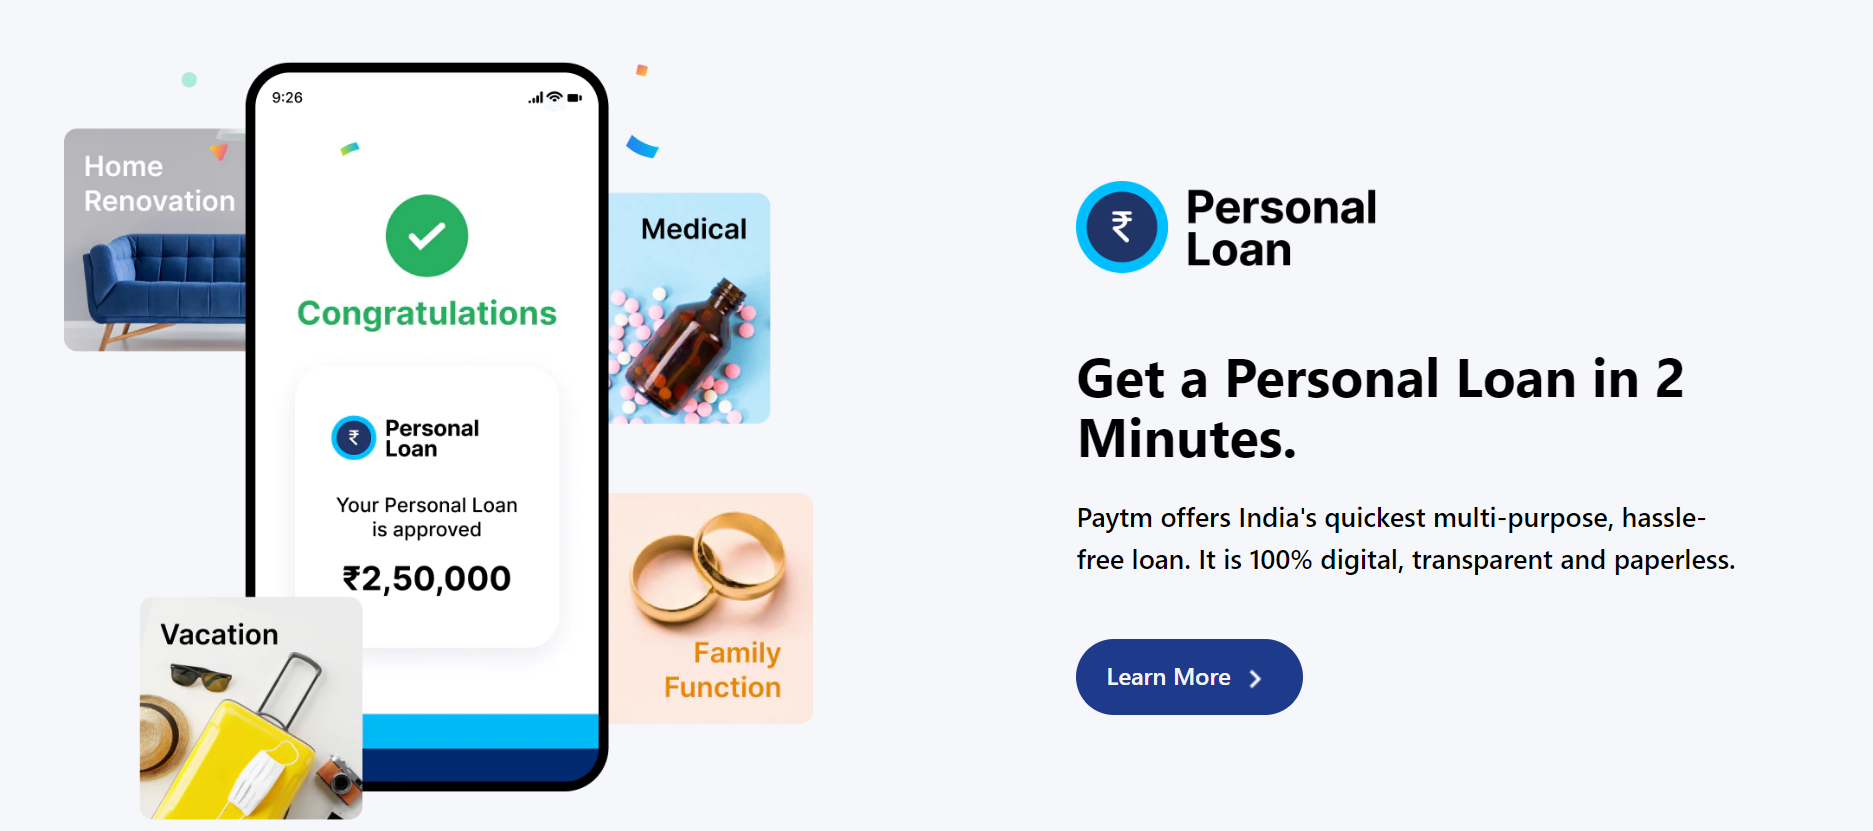 9:26
Home
Renovation
Medical
Congratulations
₹ Personal
Loan
Your Personal Loan
is approved
₹2,50,000
Vacation
Family
Function
₹ Personal
Loan
Get a Personal Loan in 2
Minutes.
Paytm offers India's quickest multi-purpose, hassle-
free loan. It is 100% digital, transparent and paperless.
Learn More